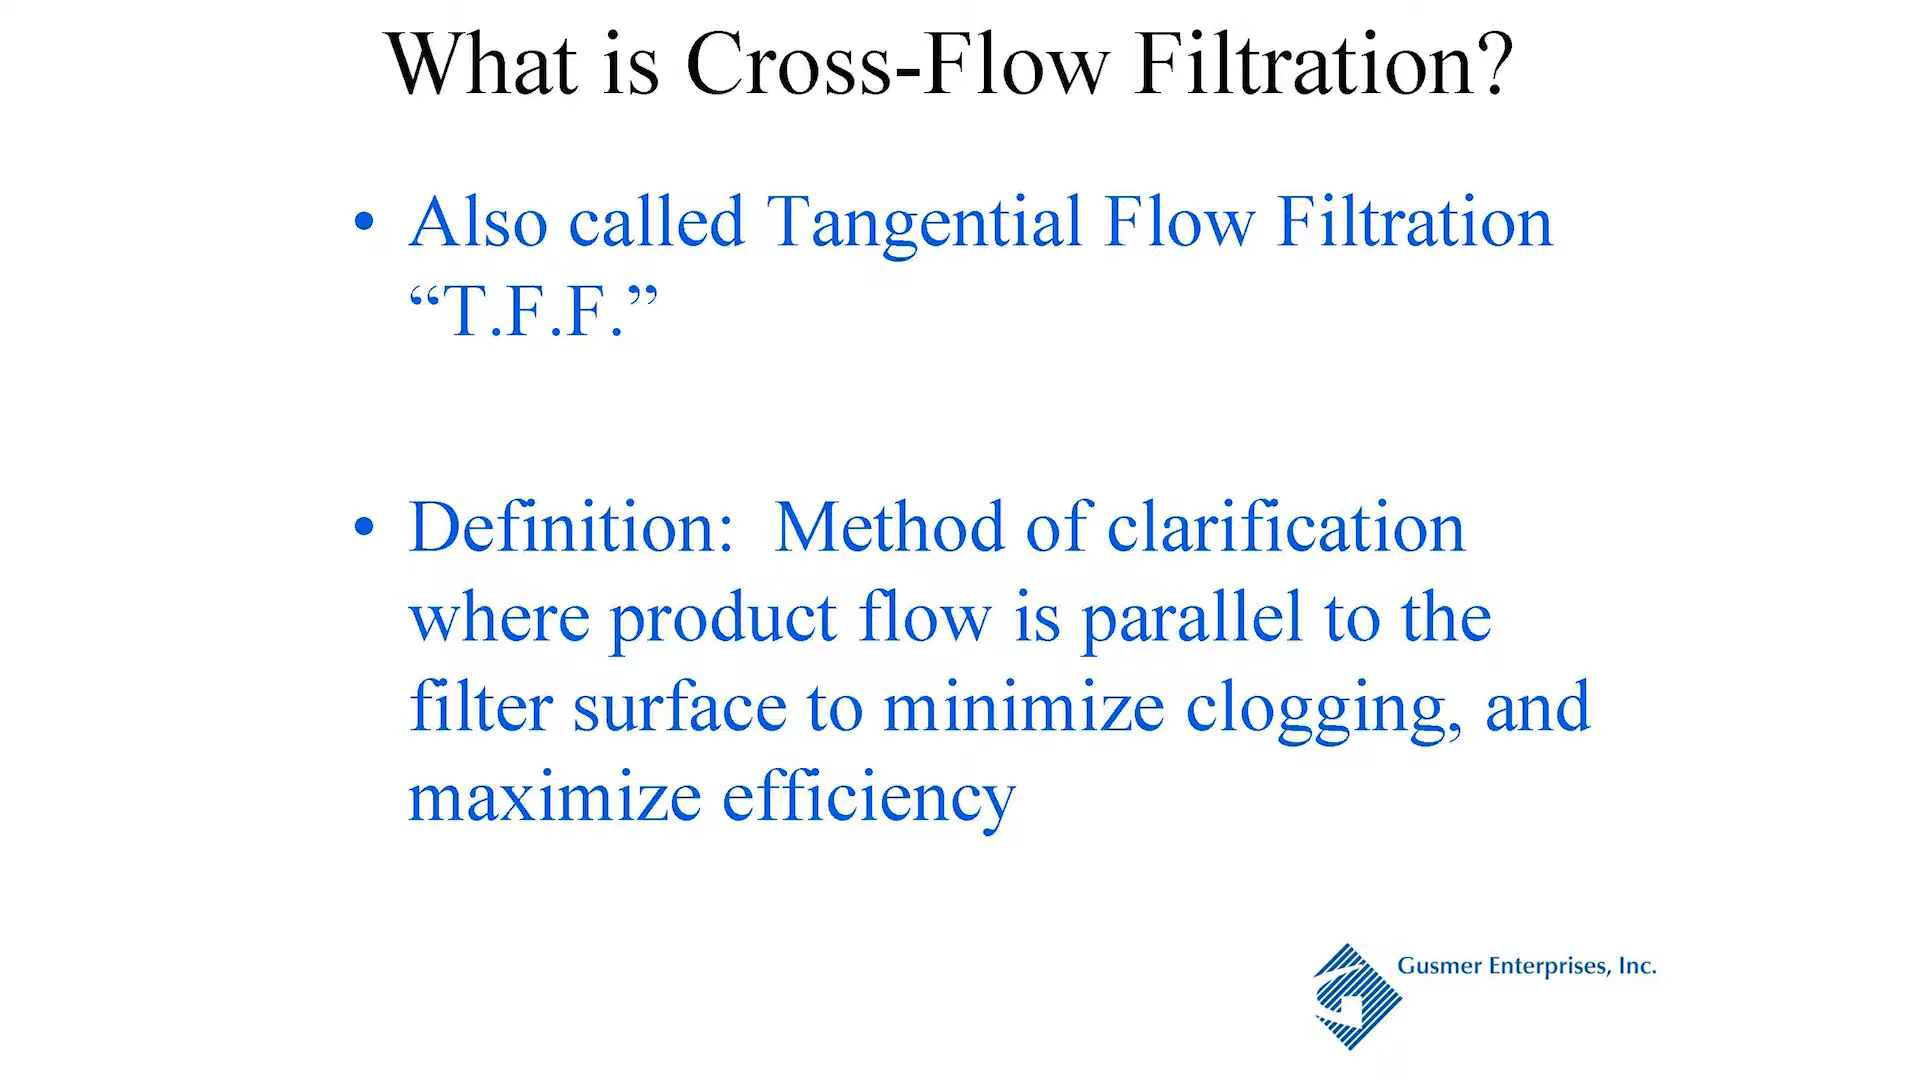 What is Cross-Flow Filtration?
• Also called Tangential Flow Filtration
“T.F.F.”
• Definition:  Method of clarification
where product flow is parallel to the
filter surface to minimize clogging, and
maximize efficiency
Gusmer Enterprises, Inc.